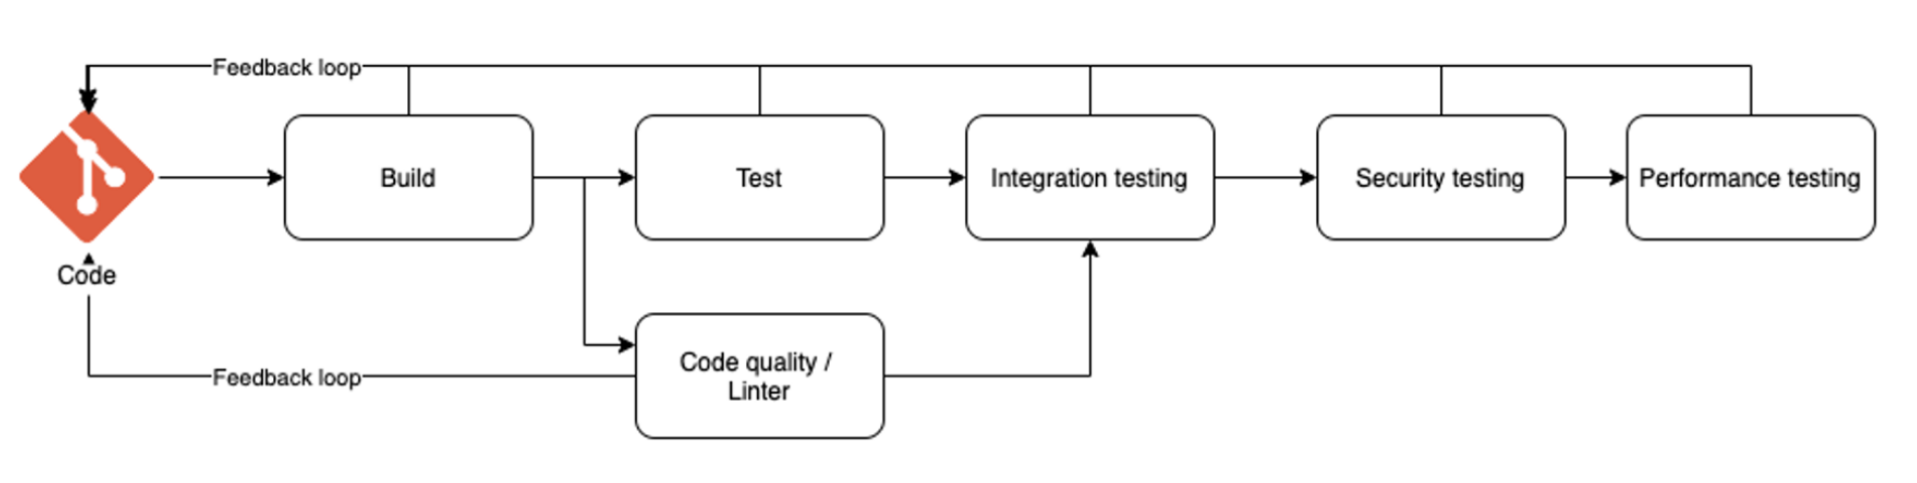 Feedback loop
Build
Test
Integration testing
Security testing
Performance testing
Code
Feedback loop
Code quality /
Linter